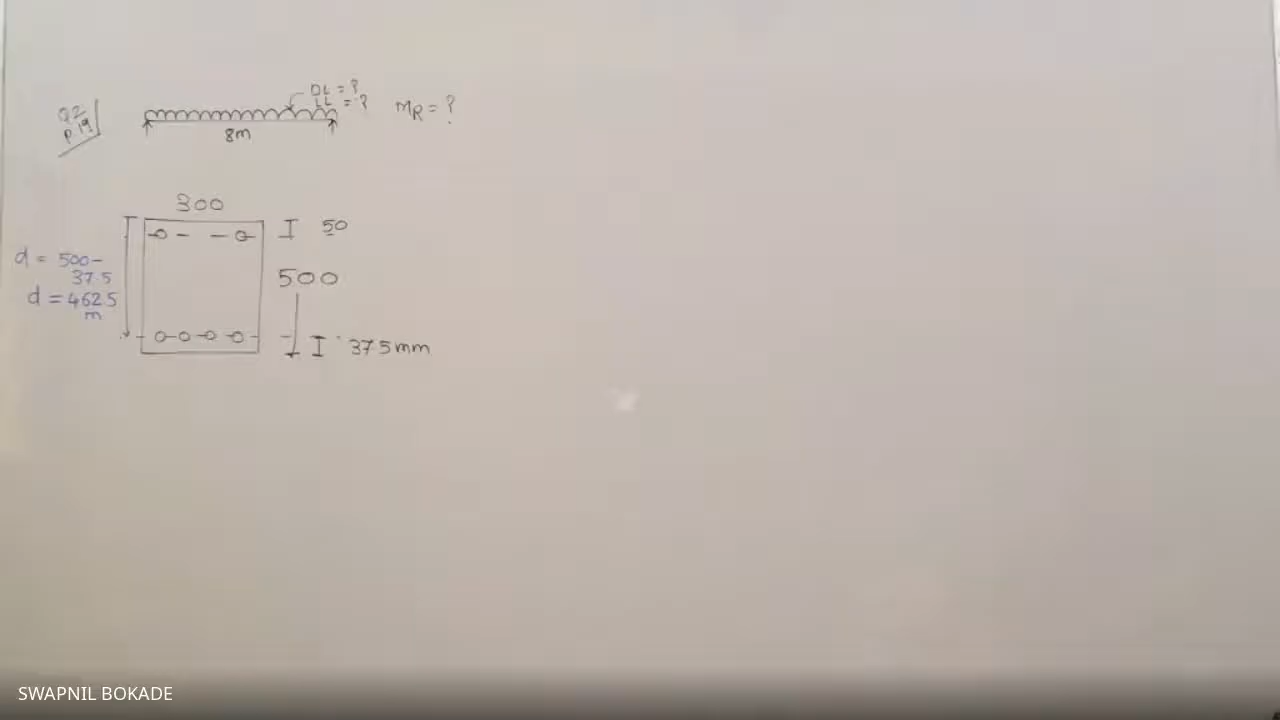 Q2
P.19
DL = ?
LL = ?
MR = ?
8m
300
50
d = 500-
37.5
500
d = 462.5
m
37.5mm
SWAPNIL BOKADE